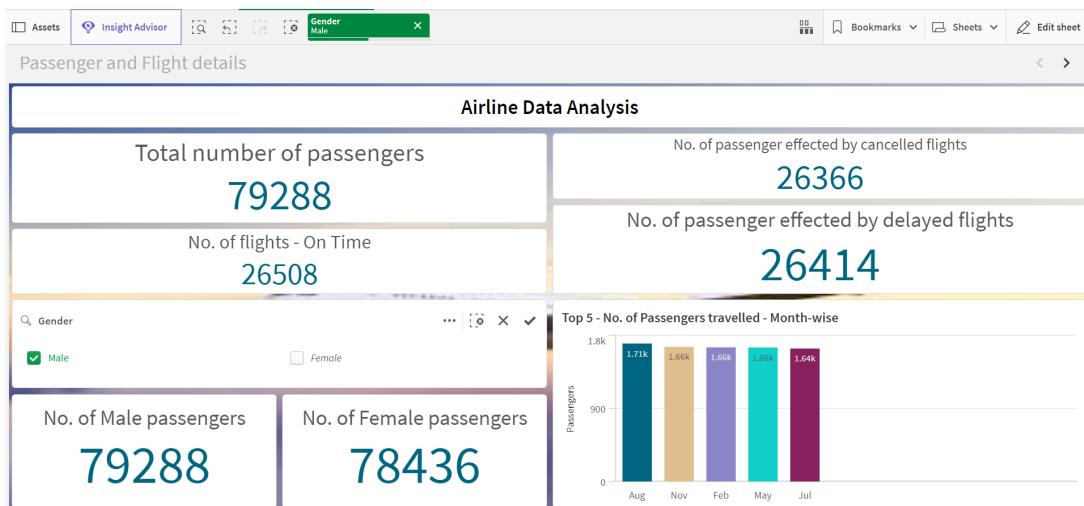 Assets
Insight Advisor
Gender
Male
Bookmarks
Sheets
Edit sheet
Passenger and Flight details
Airline Data Analysis
Total number of passengers
79288
No. of passenger effected by cancelled flights
26366
No. of flights - On Time
26508
No. of passenger effected by delayed flights
26414
Gender
Male
Female
No. of Male passengers
79288
No. of Female passengers
78436
Top 5 - No. of Passengers travelled - Month-wise
Passengers
1.8k
900
0
1.71k
1.66k
1.66k
1.66k
1.64k
Aug
Nov
Feb
May
Jul